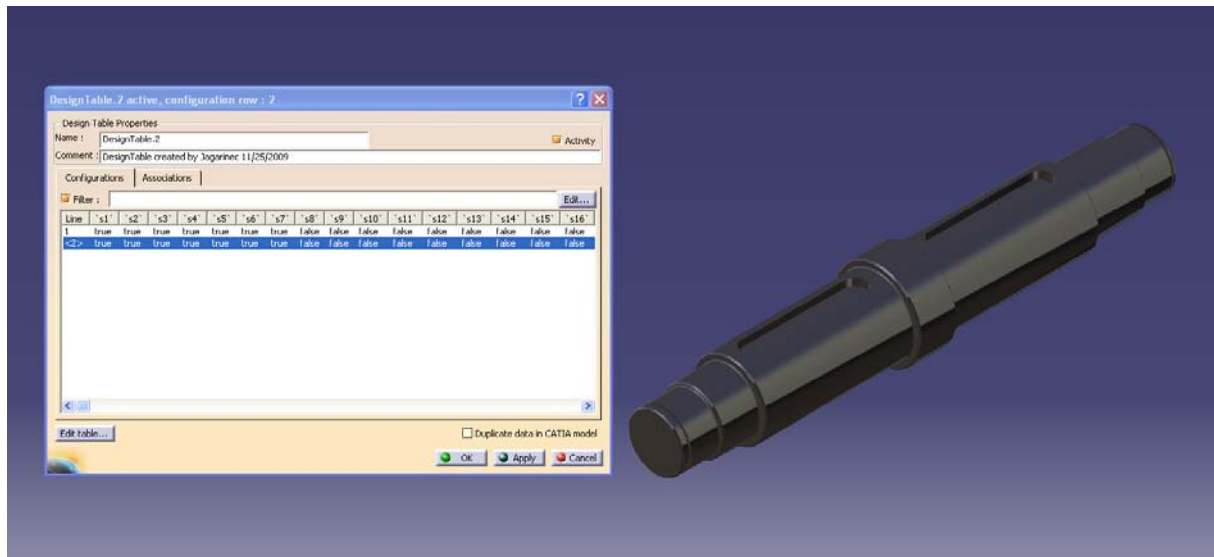 DesignTable.2 active, configuration row : 2
Design Table Properties
Name : DesignTable.2 Activity
Comment : DesignTable created by Jagarinec 11/25/2009
Configurations Associations
Filter : Edit...
Line `s1` `s2` `s3` `s4` `s5` `s6` `s7` `s8` `s9` `s10` `s11` `s12` `s13` `s14` `s15` `s16`
1 true true true true true true true false false false false false false false false false
<2> true true true true true true true false false false false false false false false false
Edit table... Duplicate data in CATIA model
OK Apply Cancel